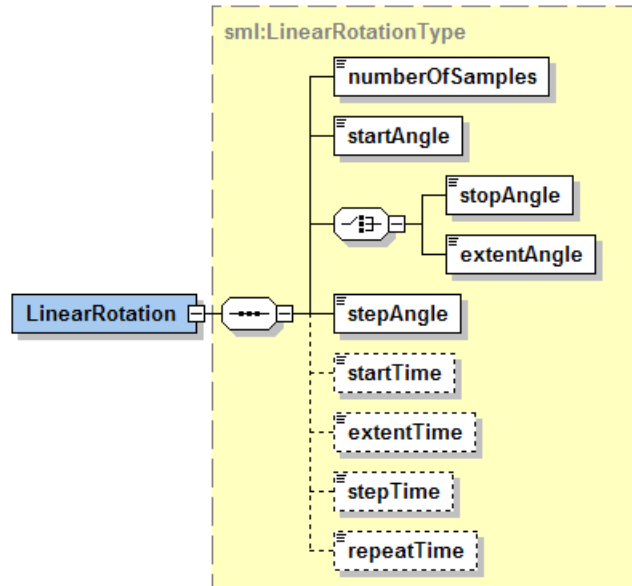 sml:LinearRotationType
numberOfSamples
startAngle
stopAngle
extentAngle
LinearRotation
stepAngle
startTime
extentTime
stepTime
repeatTime